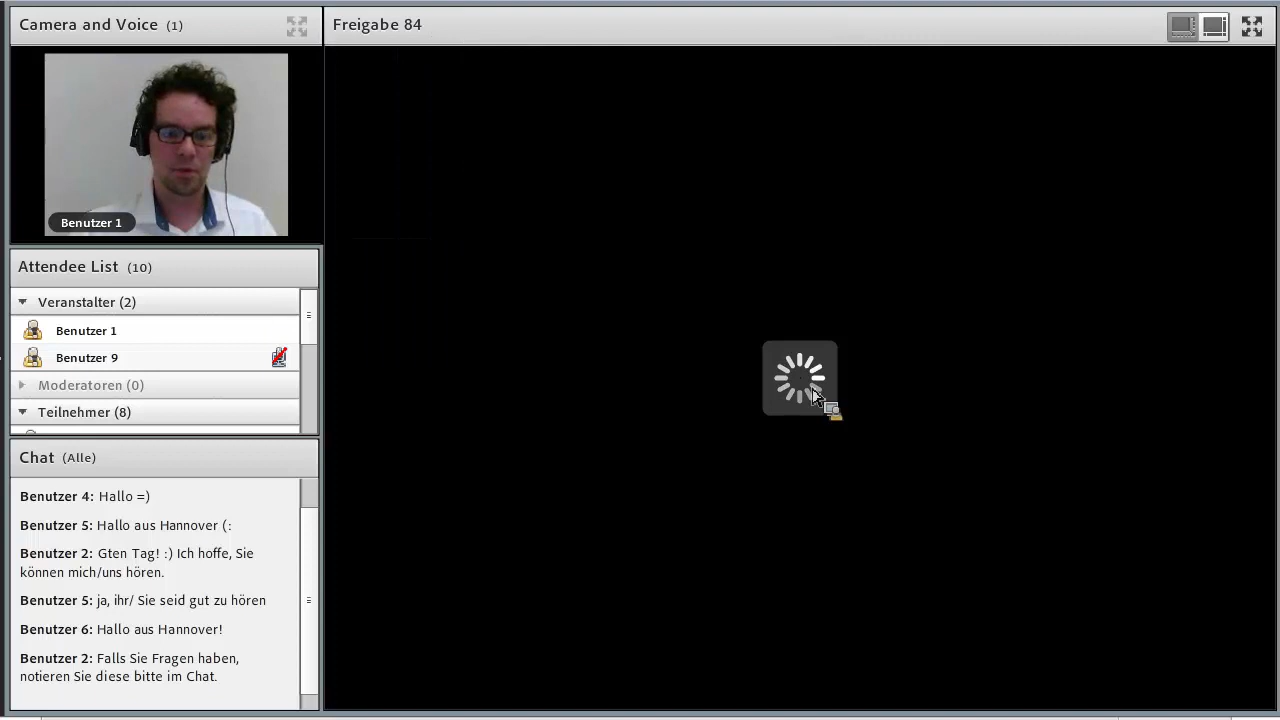 Camera and Voice (1)
Freigabe 84
Benutzer 1
Attendee List (10)
Veranstalter (2)
Benutzer 1
Benutzer 9
Moderatoren (0)
Teilnehmer (8)
Chat (Alle)
Benutzer 4: Hallo =)
Benutzer 5: Hallo aus Hannover (:
Benutzer 2: Gten Tag! :) Ich hoffe, Sie
können mich/uns hören.
Benutzer 5: ja, ihr/ Sie seid gut zu hören
Benutzer 6: Hallo aus Hannover!
Benutzer 2: Falls Sie Fragen haben,
notieren Sie diese bitte im Chat.